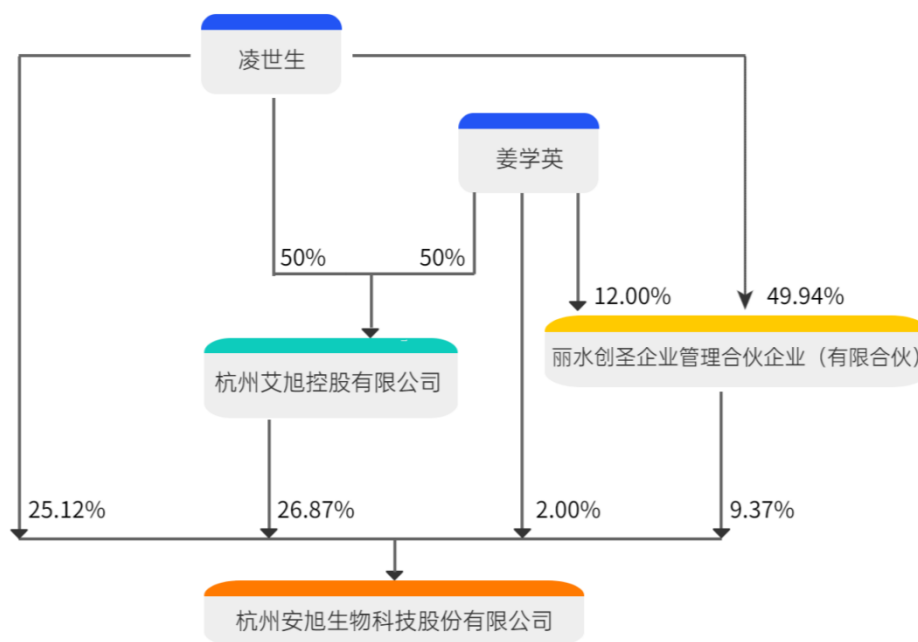 凌世生
姜学英
50%
50%
12.00%
49.94%
杭州艾旭控股有限公司
丽水创圣企业管理合伙企业（有限合伙）
25.12%
26.87%
2.00%
9.37%
杭州安旭生物科技股份有限公司